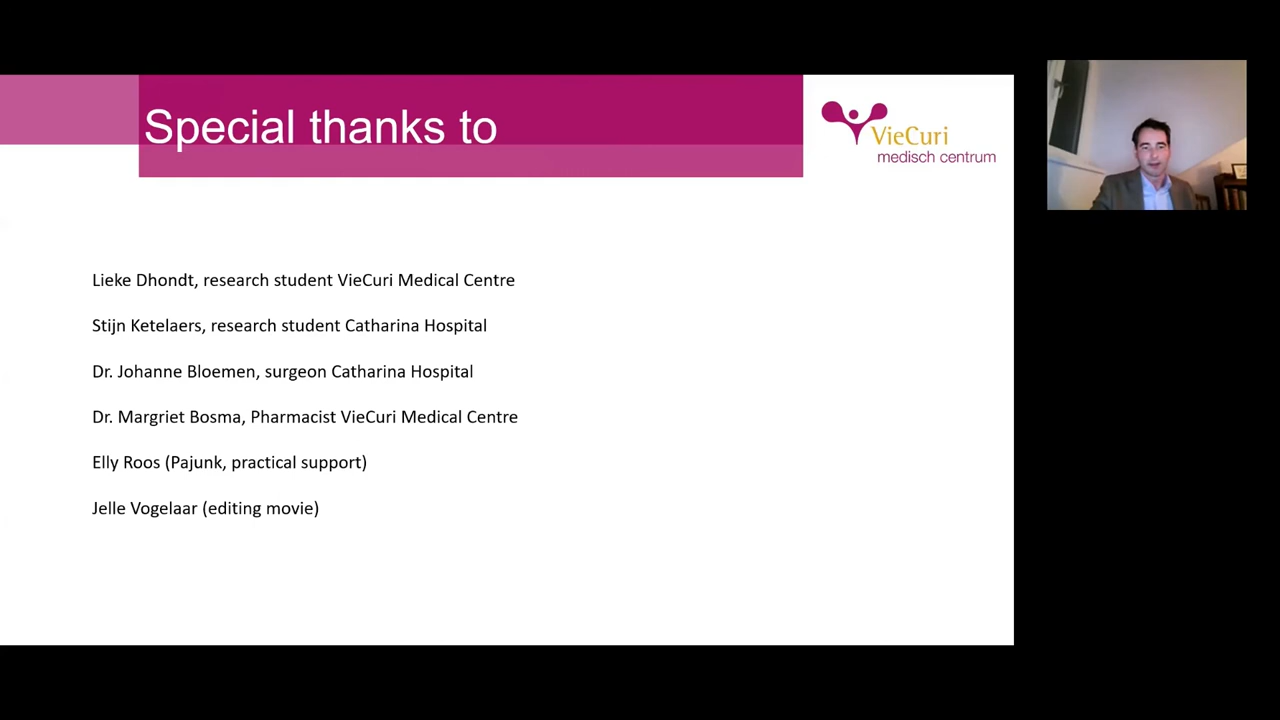 Special thanks to
VieCuri
medisch centrum
Lieke Dhondt, research student VieCuri Medical Centre
Stijn Ketelaers, research student Catharina Hospital
Dr. Johanne Bloemen, surgeon Catharina Hospital
Dr. Margriet Bosma, Pharmacist VieCuri Medical Centre
Elly Roos (Pajunk, practical support)
Jelle Vogelaar (editing movie)